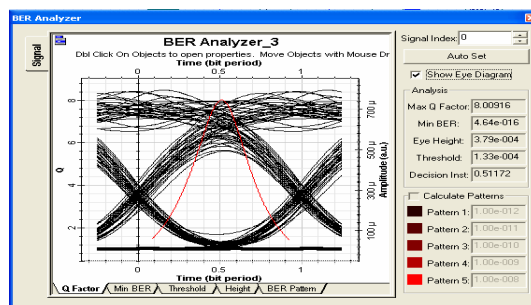 BER Analyzer
Signal
BER Analyzer_3
Dbl Click On Objects to open properties. Move Objects with Mouse Dr
Time (bit period)
0 0.5 1
Q
8
6
4
2
Amplitude (a.u.)
700 µ
500 µ
300 µ
100 µ
0 0.5 1
Time (bit period)
Q Factor Min BER Threshold Height BER Pattern
Signal Index: 0
Auto Set
Show Eye Diagram
Analysis
Max Q Factor: 8.00916
Min BER: 4.64e-016
Eye Height: 3.79e-004
Threshold: 1.33e-004
Decision Inst: 0.51172
Calculate Patterns
Pattern 1: 1.00e-012
Pattern 2: 1.00e-011
Pattern 3: 1.00e-010
Pattern 4: 1.00e-009
Pattern 5: 1.00e-008